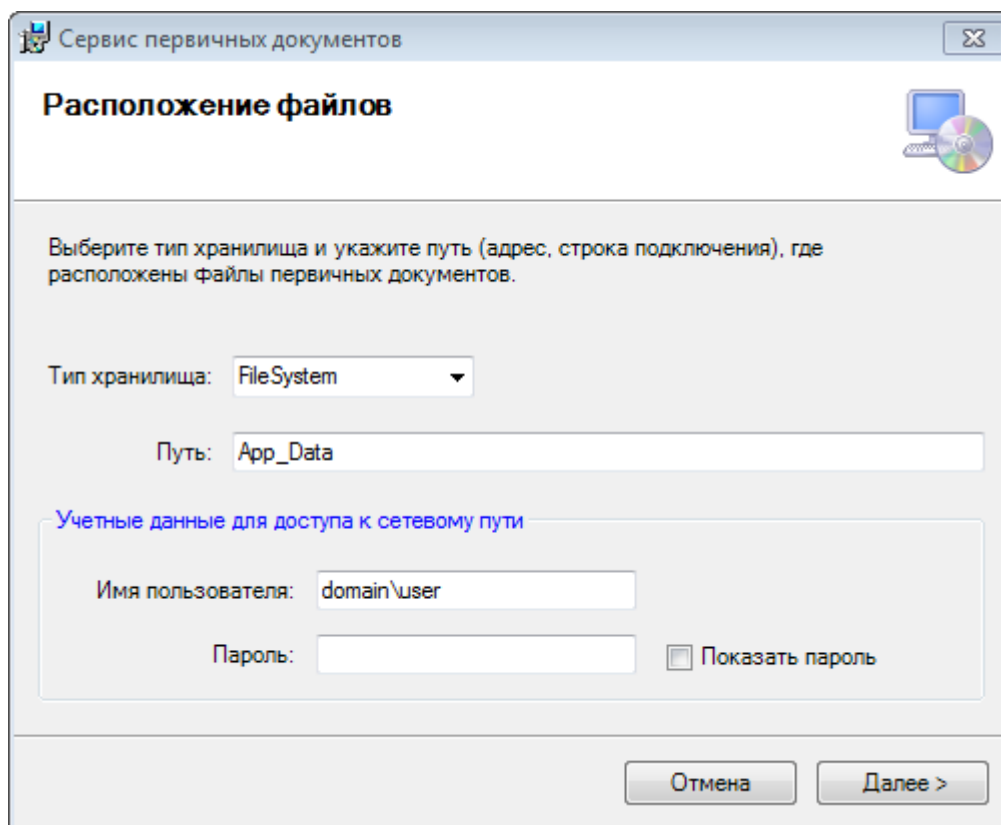 Сервис первичных документов
Расположение файлов
Выберите тип хранилища и укажите путь (адрес, строка подключения), где
расположены файлы первичных документов.
Тип хранилища: FileSystem
Путь: App_Data
Учетные данные для доступа к сетевому пути
Имя пользователя: domain\user
Пароль: Показать пароль
Отмена Далее >